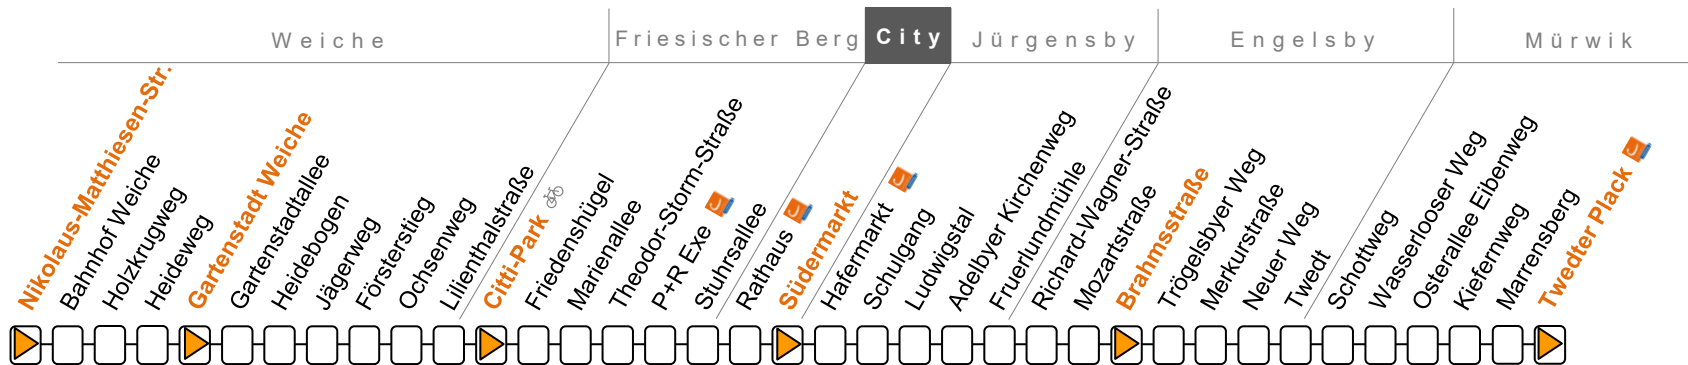 Weiche
Friesischer Berg
City
Jürgensby
Engelsby
Mürwik
Nikolaus-Matthiesen-Str.
Bahnhof Weiche
Holzkrugweg
Heideweg
Gartenstadt Weiche
Gartenstadtallee
Heidebogen
Jägerweg
Försterstieg
Ochsenweg
Lilienthalstraße
Citti-Park
Friedenshügel
Marienallee
Theodor-Storm-Straße
P+R Exe
Stuhrsallee
Rathaus
Südermarkt
Hafermarkt
Schulgang
Ludwigstal
Adelbyer Kirchenweg
Fruerlundmühle
Richard-Wagner-Straße
Mozartstraße
Brahmsstraße
Trögelsbyer Weg
Merkurstraße
Neuer Weg
Twedt
Schottweg
Wasserlooser Weg
Osterallee Eibenweg
Kiefernweg
Marrensberg
Twedter Plack